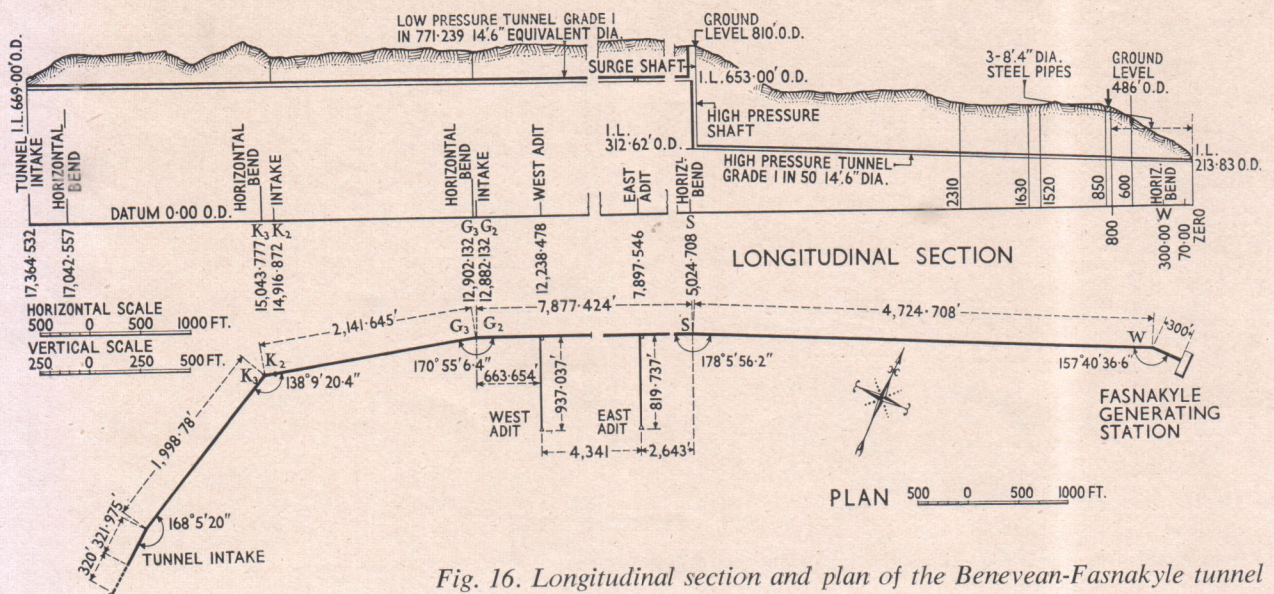 LOW PRESSURE TUNNEL GRADE I
IN 771·239 14'.6" EQUIVALENT DIA.
GROUND
LEVEL 810'.O.D.
SURGE SHAFT
I.L.653·00' O.D.
3-8'.4" DIA.
STEEL PIPES
GROUND
LEVEL
486'.O.D.
HIGH PRESSURE
SHAFT
I.L.
312·62' O.D.
HIGH PRESSURE TUNNEL
GRADE I IN 50 14'.6" DIA.
I.L.
213·83 O.D.
TUNNEL I.L.669·00' O.D.
INTAKE
HORIZONTAL
BEND
HORIZONTAL
BEND
INTAKE
HORIZONTAL
BEND
INTAKE
WEST ADIT
EAST
ADIT
HORIZL
BEND
2310
1630
1520
850
600
HORIZL
BEND
DATUM 0·00 O.D.
K3 K2
G3 G2
S
W
17,364·532
17,042·557
15,043·777
14,916·872
12,902·132
12,882·132
12,238·478
7,897·546
5,024·708
800
300·00
70·00
ZERO
LONGITUDINAL SECTION
HORIZONTAL SCALE
500 0 500 1000 FT.
VERTICAL SCALE
250 0 250 500 FT.
2,141·645'
7,877·424'
4,724·708'
300'
G3 G2
S
W
K2
K3
138°9'20·4"
170°55'6·4"
663·654'
937·037'
819·737'
178°5'56·2"
157°40'36·6"
WEST
ADIT
EAST
ADIT
4,341
2,643'
FASNAKYLE
GENERATING
STATION
1,998·78'
168°5'20"
321·975'
320'
TUNNEL INTAKE
PLAN
500 0 500 1000 FT.
Fig. 16. Longitudinal section and plan of the Benevean-Fasnakyle tunnel